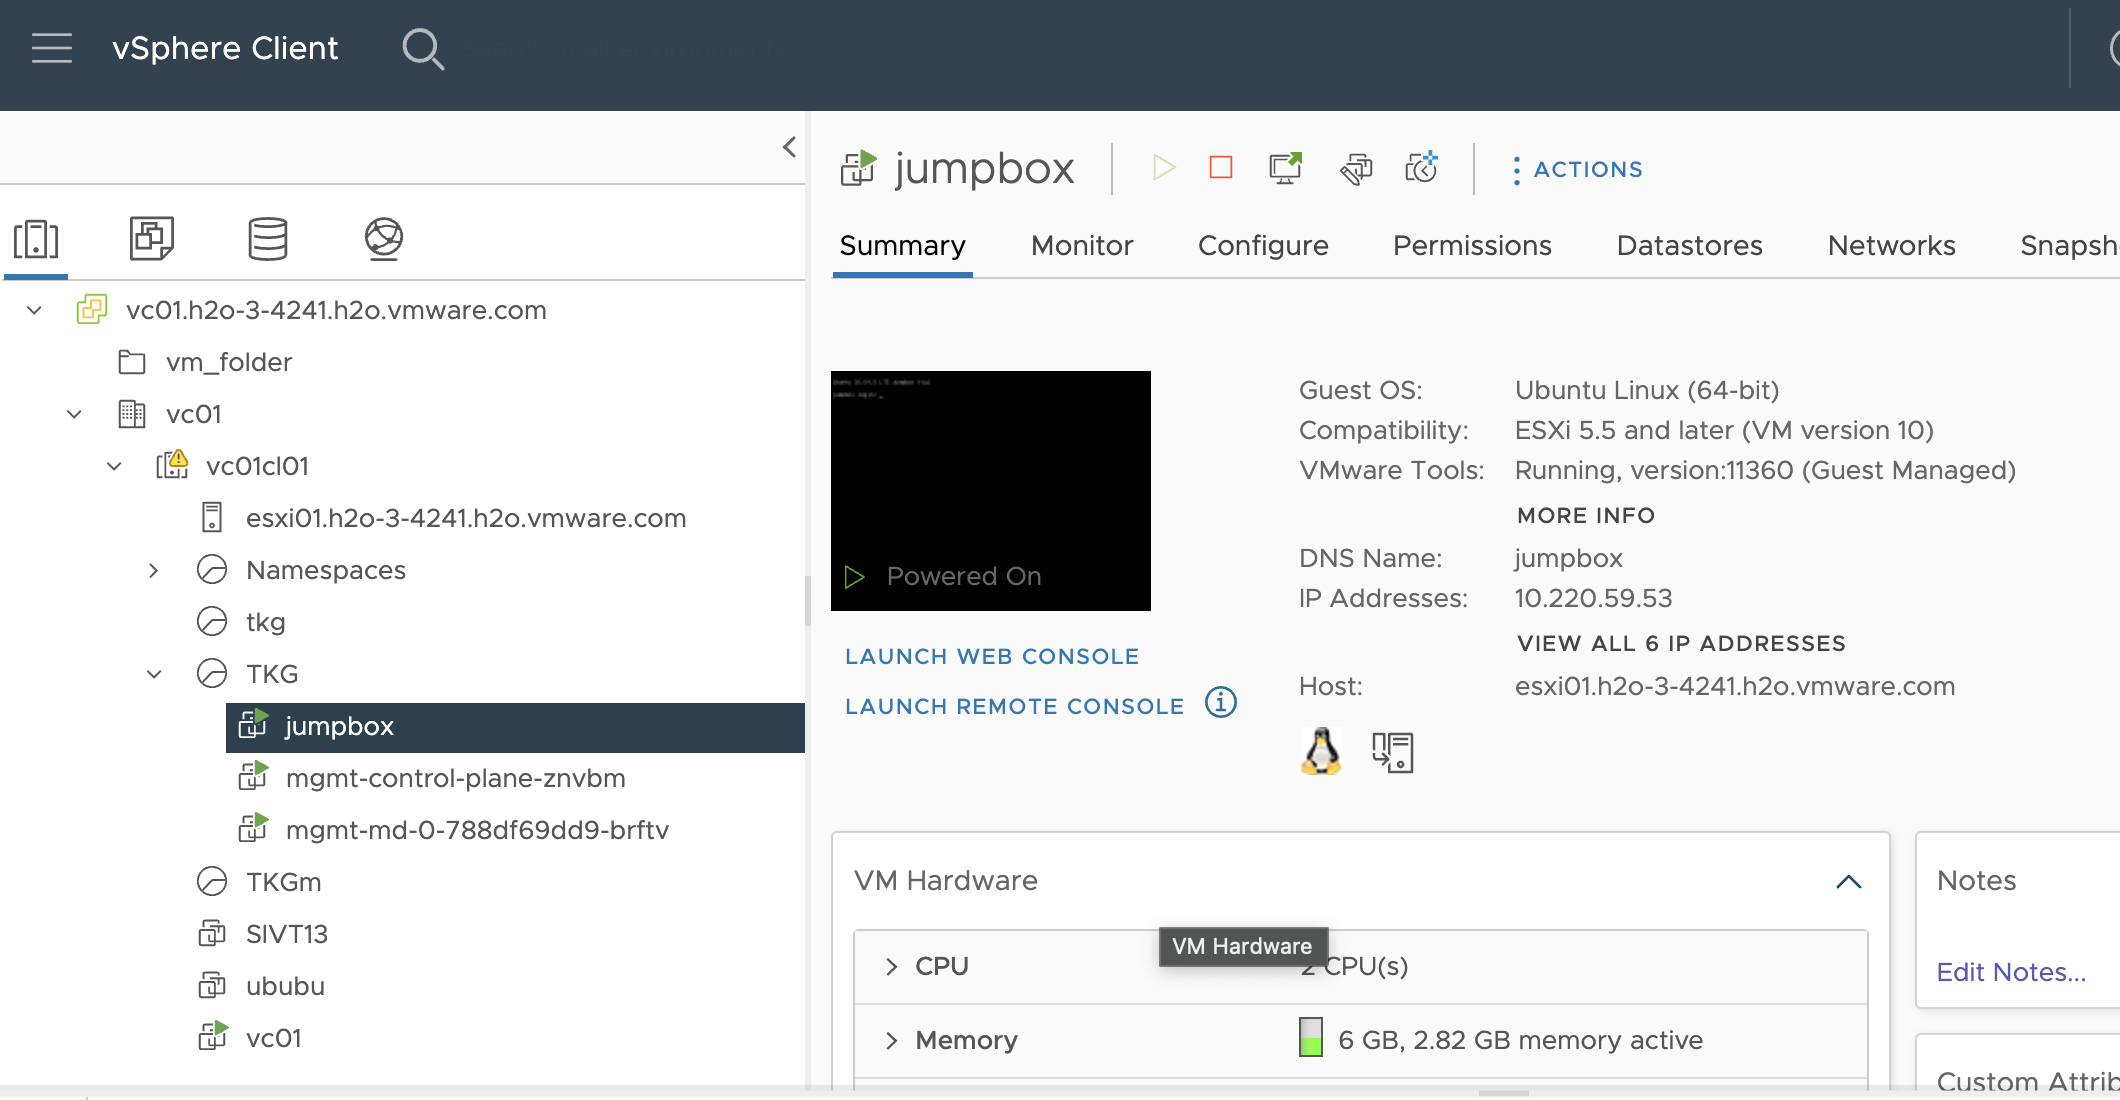 vSphere Client
jumpbox
ACTIONS
Summary Monitor Configure Permissions Datastores Networks Snapsh
vc01.h2o-3-4241.h2o.vmware.com
vm_folder
vc01
vc01cl01
esxi01.h2o-3-4241.h2o.vmware.com
Namespaces
tkg
TKG
jumpbox
mgmt-control-plane-znvbm
mgmt-md-0-788df69dd9-brftv
TKGm
SIVT13
ububu
vc01
Powered On
LAUNCH WEB CONSOLE
LAUNCH REMOTE CONSOLE
Guest OS: Ubuntu Linux (64-bit)
Compatibility: ESXi 5.5 and later (VM version 10)
VMware Tools: Running, version:11360 (Guest Managed)
MORE INFO
DNS Name: jumpbox
IP Addresses: 10.220.59.53
VIEW ALL 6 IP ADDRESSES
Host: esxi01.h2o-3-4241.h2o.vmware.com
VM Hardware
VM Hardware
CPU 2 CPU(s)
Memory 6 GB, 2.82 GB memory active
Notes
Edit Notes...
Custom Attrib